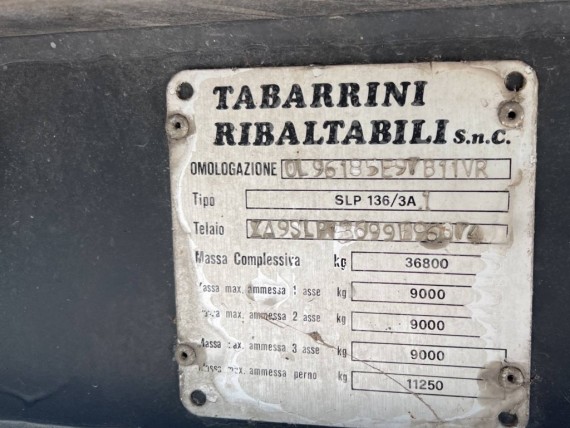 TABARRINI
RIBALTABILI s.n.c.
OMOLOGAZIONE
Tipo SLP 136/3A
Telaio
Massa Complessiva kg 36800
Massa max. ammessa 1 asse kg 9000
Massa max. ammessa 2 asse kg 9000
Massa max. ammessa 3 asse kg 9000
Massa max. ammessa perno kg 11250